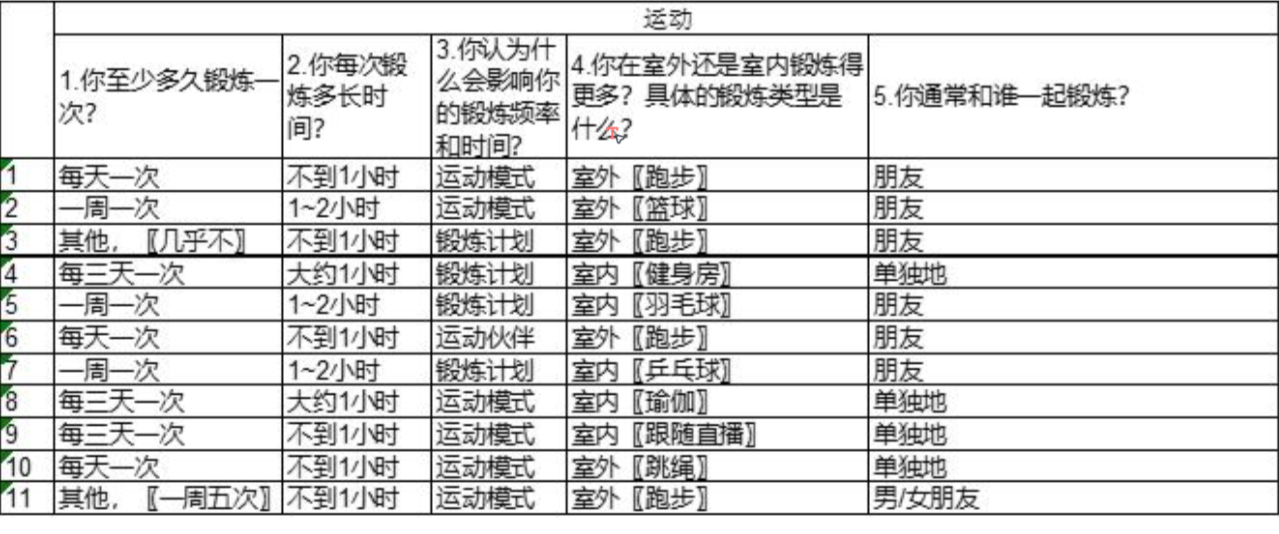 运动
1.你至少多久锻炼一
次?
2.你每次锻
炼多长时
间?
3.你认为什
么会影响你
的锻炼频率
和时间?
4.你在室外还是室内锻炼得
更多？具体的锻炼类型是
什么?
5.你通常和谁一起锻炼?
1 每天一次 不到1小时 运动模式 室外〖跑步〗 朋友
2 一周一次 1~2小时 运动模式 室外〖篮球〗 朋友
3 其他，〖几乎不〗 不到1小时 锻炼计划 室外〖跑步〗 朋友
4 每三天一次 大约1小时 锻炼计划 室内〖健身房〗 单独地
5 一周一次 1~2小时 锻炼计划 室内〖羽毛球〗 朋友
6 每天一次 不到1小时 运动伙伴 室外〖跑步〗 朋友
7 一周一次 1~2小时 锻炼计划 室内〖乒乓球〗 朋友
8 每三天一次 大约1小时 运动模式 室内〖瑜伽〗 单独地
9 每三天一次 不到1小时 运动模式 室内〖跟随直播〗 单独地
10 每天一次 不到1小时 运动模式 室外〖跳绳〗 单独地
11 其他，〖一周五次〗 不到1小时 运动模式 室外〖跑步〗 男/女朋友